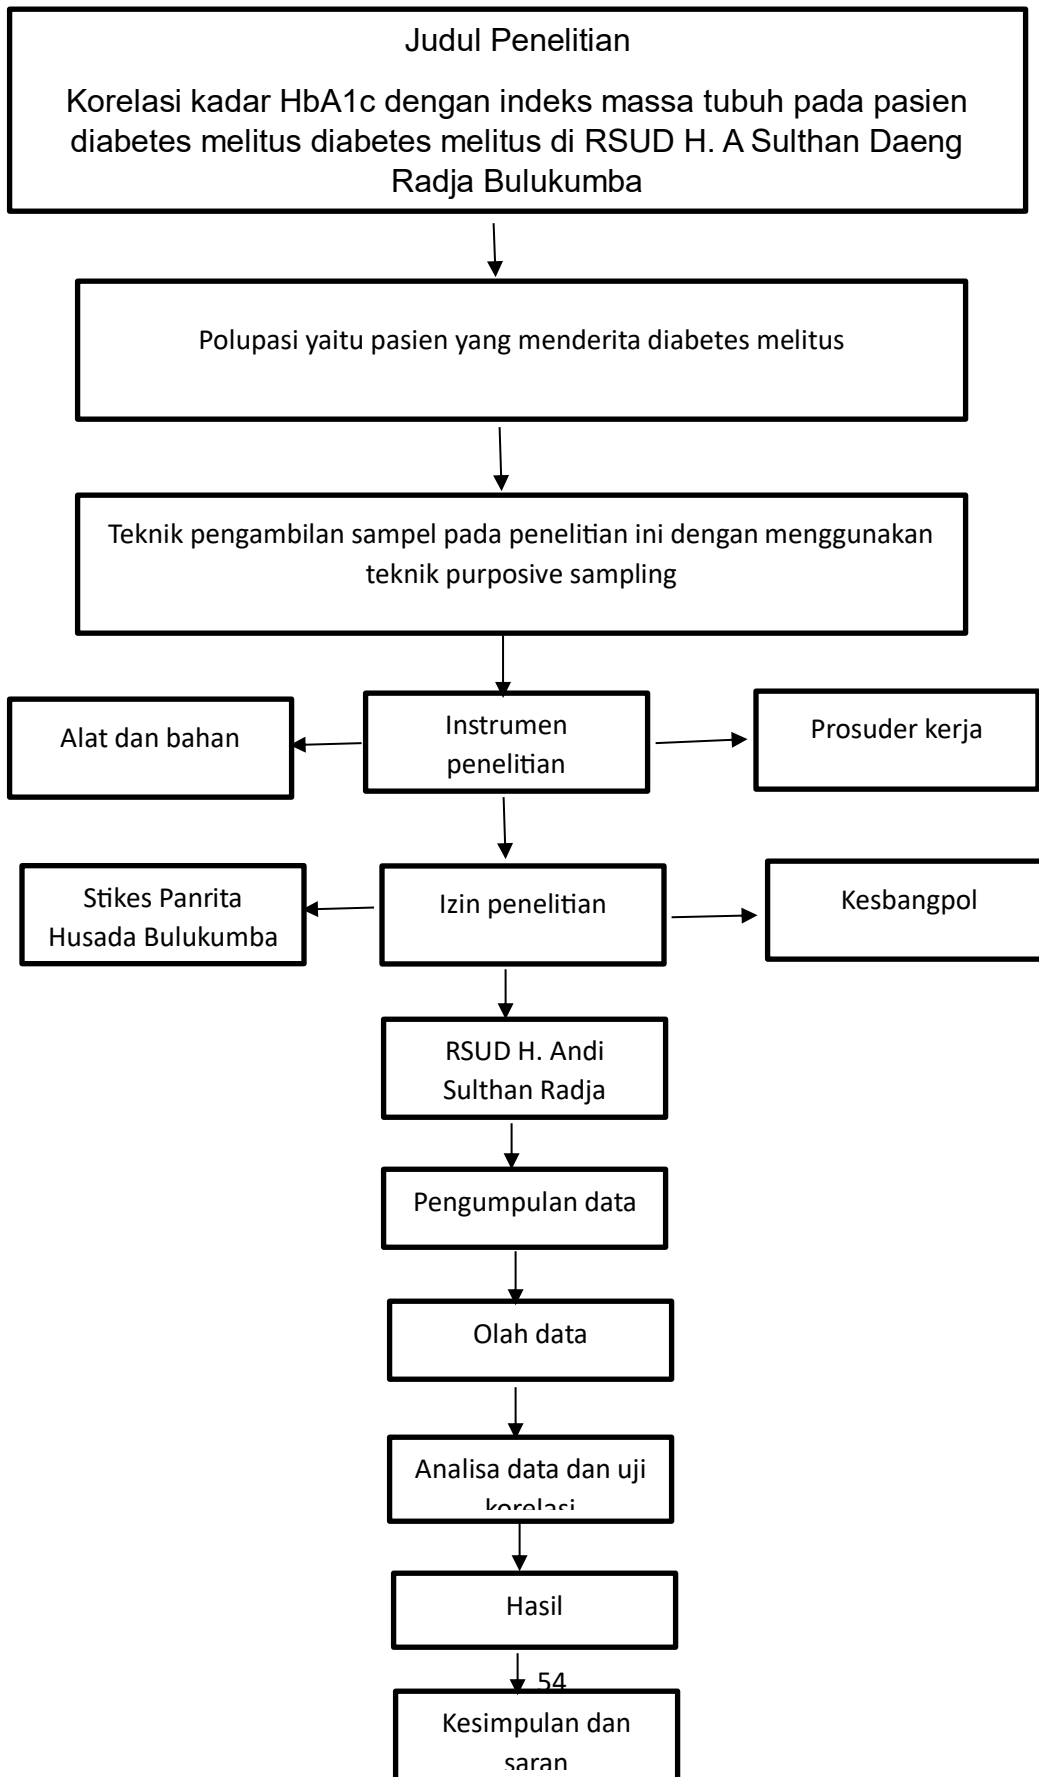 Judul Penelitian
Korelasi kadar HbA1c dengan indeks massa tubuh pada pasien
diabetes melitus diabetes melitus di RSUD H. A Sulthan Daeng
Radja Bulukumba
Polupasi yaitu pasien yang menderita diabetes melitus
Teknik pengambilan sampel pada penelitian ini dengan menggunakan
teknik purposive sampling
Alat dan bahan
Instrumen
penelitian
Prosuder kerja
Stikes Panrita
Husada Bulukumba
Izin penelitian
Kesbangpol
RSUD H. Andi
Sulthan Radja
Pengumpulan data
Olah data
Analisa data dan uji
korelasi
Hasil
54
Kesimpulan dan
saran